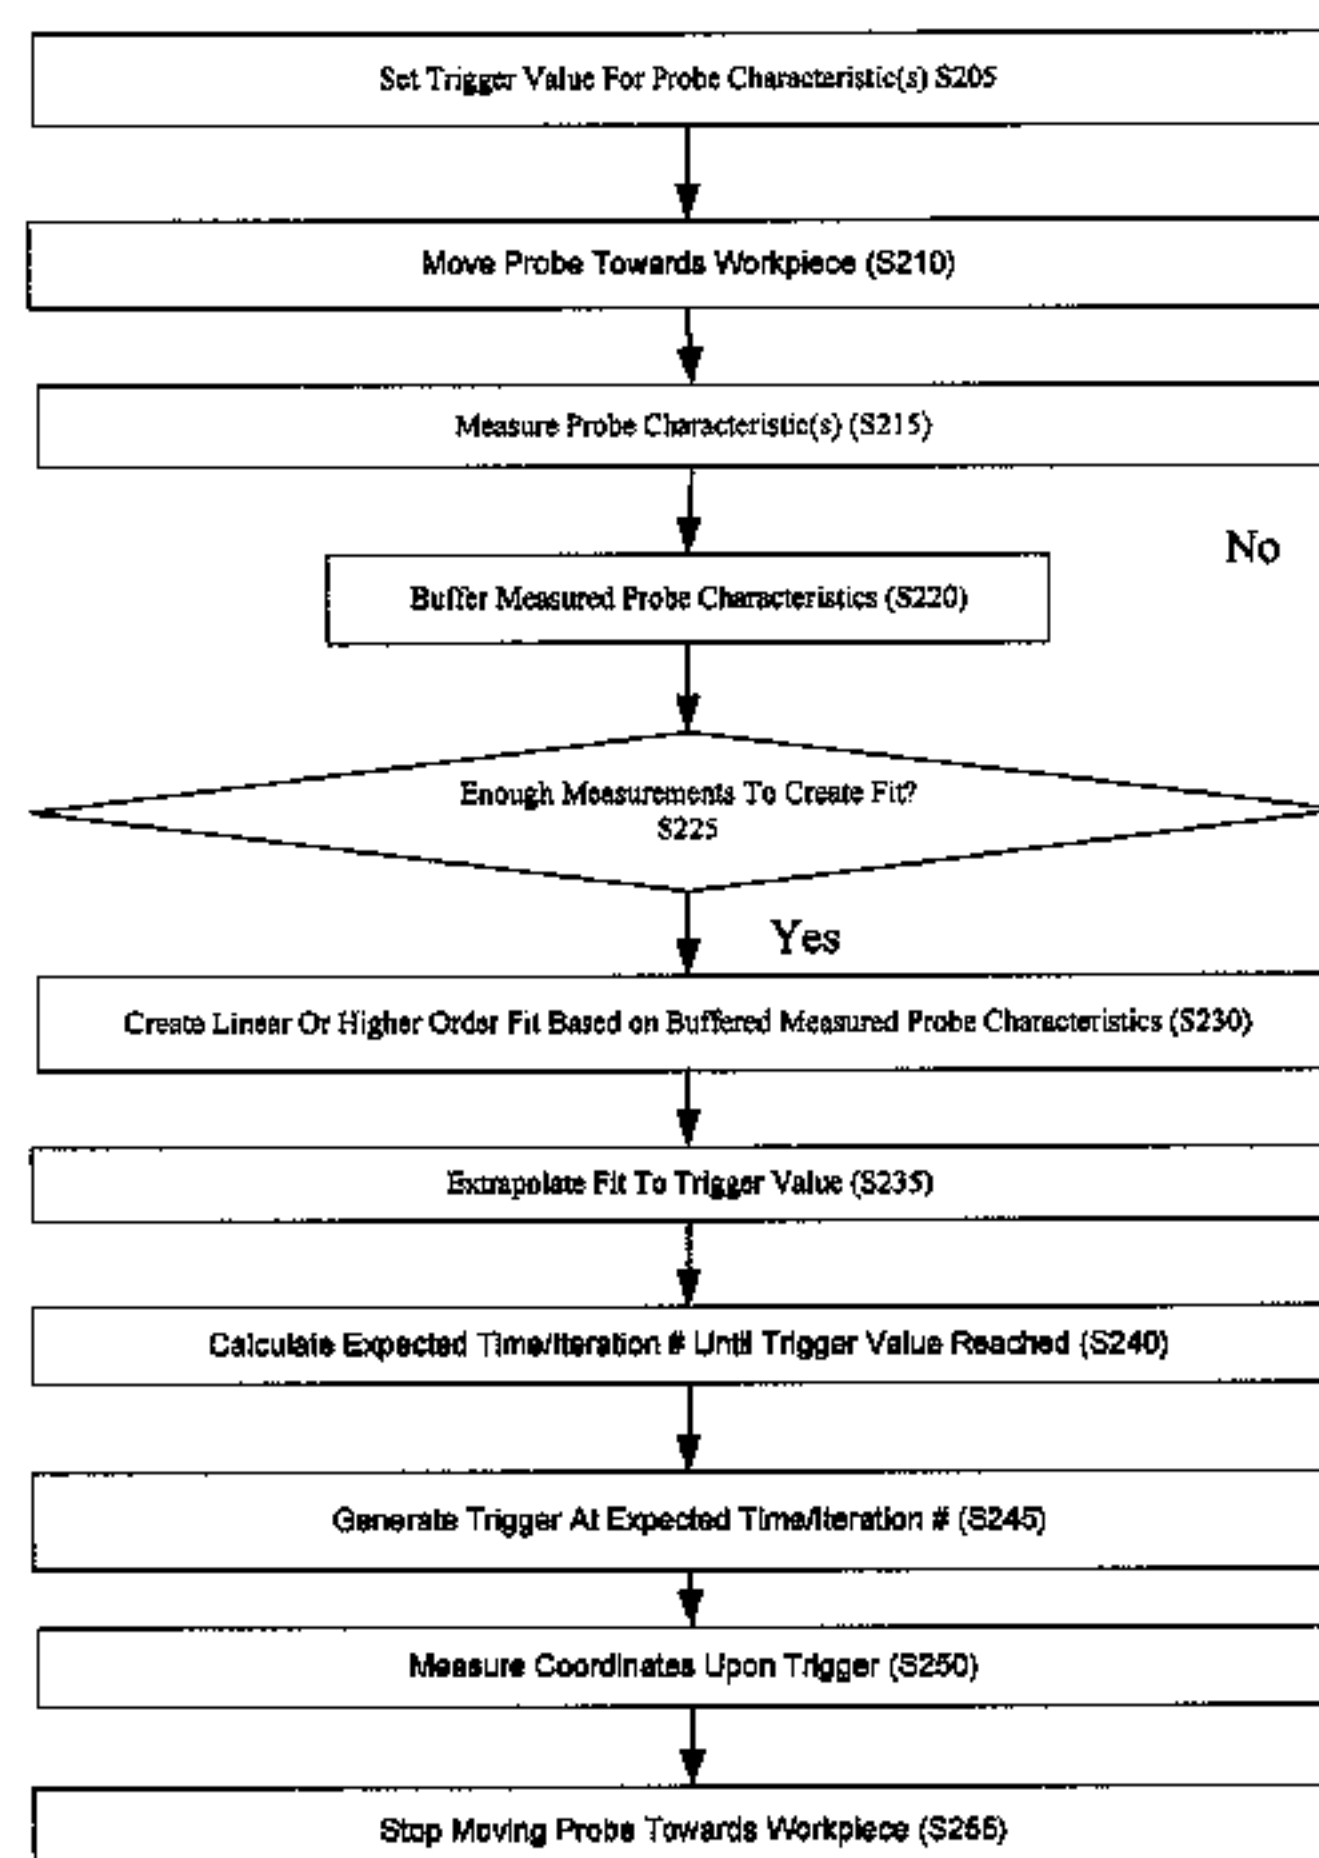 Set Trigger Value For Probe Characteristic(s) S205
Move Probe Towards Workpiece (S210)
Measure Probe Characteristic(s) (S215)
No
Buffer Measured Probe Characteristics (S220)
Enough Measurements To Create Fit?
S225
Yes
Create Linear Or Higher Order Fit Based on Buffered Measured Probe Characteristics (S230)
Extrapolate Fit To Trigger Value (S235)
Calculate Expected Time/Iteration # Until Trigger Value Reached (S240)
Generate Trigger At Expected Time/Iteration # (S245)
Measure Coordinates Upon Trigger (S250)
Stop Moving Probe Towards Workpiece (S255)